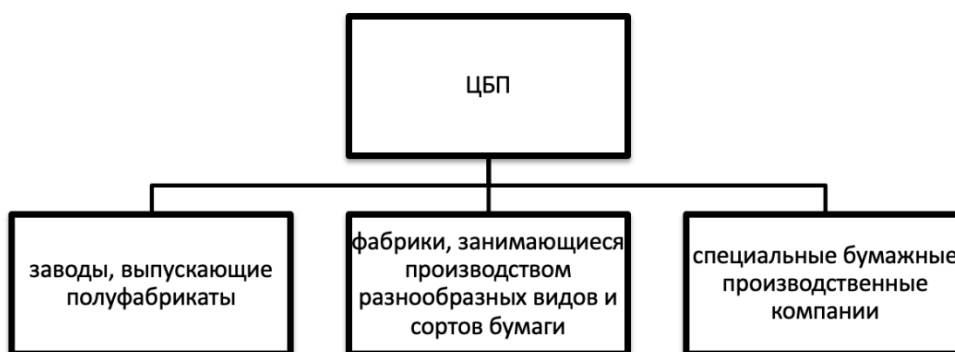 ЦБП
заводы, выпускающие
полуфабрикаты
фабрики, занимающиеся
производством
разнообразных видов и
сортов бумаги
специальные бумажные
производственные
компании